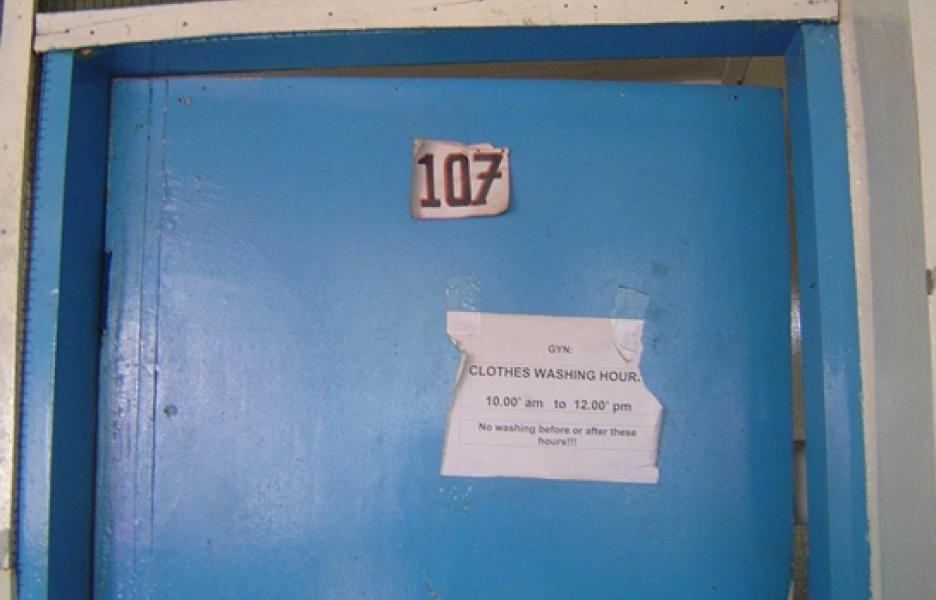 107
GYN:
CLOTHES WASHING HOUR.
10.00" am to 12.00" pm
No washing before or after these
hours!!!